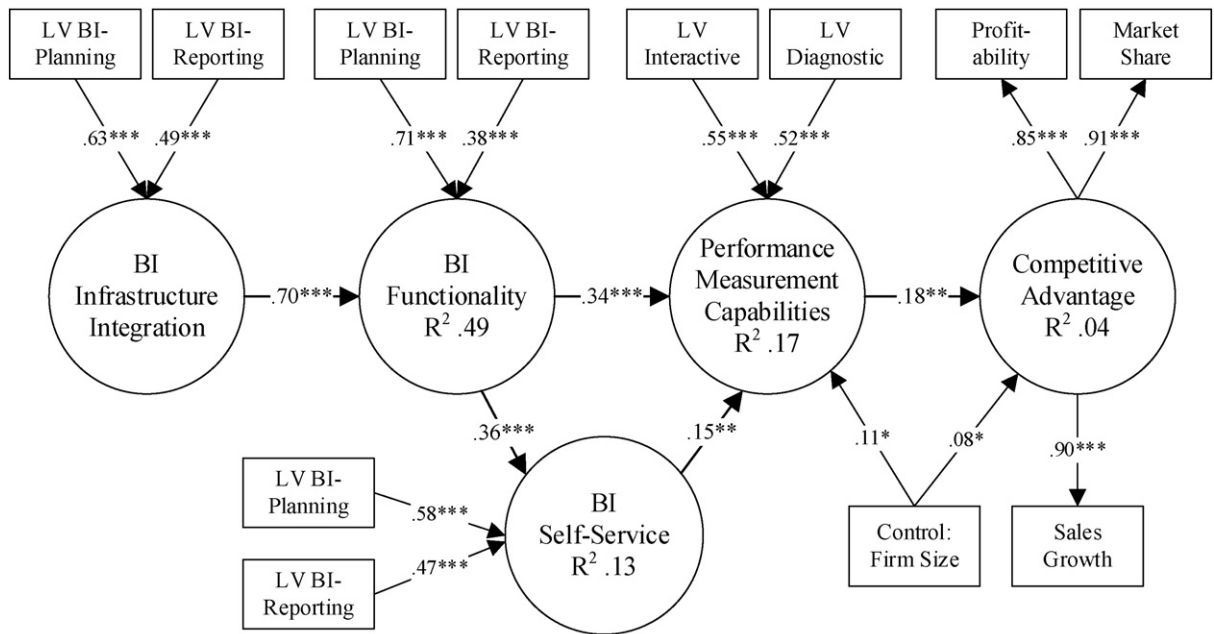 LV BI-
Planning
LV BI-
Reporting
LV BI-
Planning
LV BI-
Reporting
LV
Interactive
LV
Diagnostic
Profit-
ability
Market
Share
.63***
.49***
.71***
.38***
.55***
.52***
.85***
.91***
BI
Infrastructure
Integration
.70***
BI
Functionality
R² .49
.34***
Performance
Measurement
Capabilities
R² .17
.18**
Competitive
Advantage
R² .04
.36***
.15**
.11*
.08*
.90***
LV BI-
Planning
.58***
LV BI-
Reporting
.47***
BI
Self-Service
R² .13
Control:
Firm Size
Sales
Growth